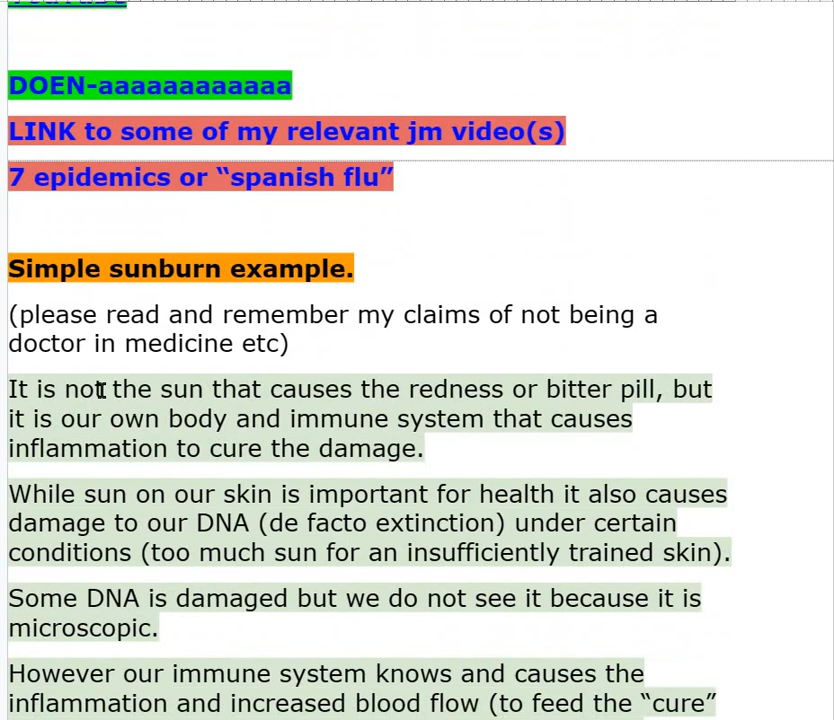 DOEN-aaaaaaaaaaaa
LINK to some of my relevant jm video(s)
7 epidemics or “spanish flu”
Simple sunburn example.
(please read and remember my claims of not being a
doctor in medicine etc)
It is not the sun that causes the redness or bitter pill, but
it is our own body and immune system that causes
inflammation to cure the damage.
While sun on our skin is important for health it also causes
damage to our DNA (de facto extinction) under certain
conditions (too much sun for an insufficiently trained skin).
Some DNA is damaged but we do not see it because it is
microscopic.
However our immune system knows and causes the
inflammation and increased blood flow (to feed the “cure”